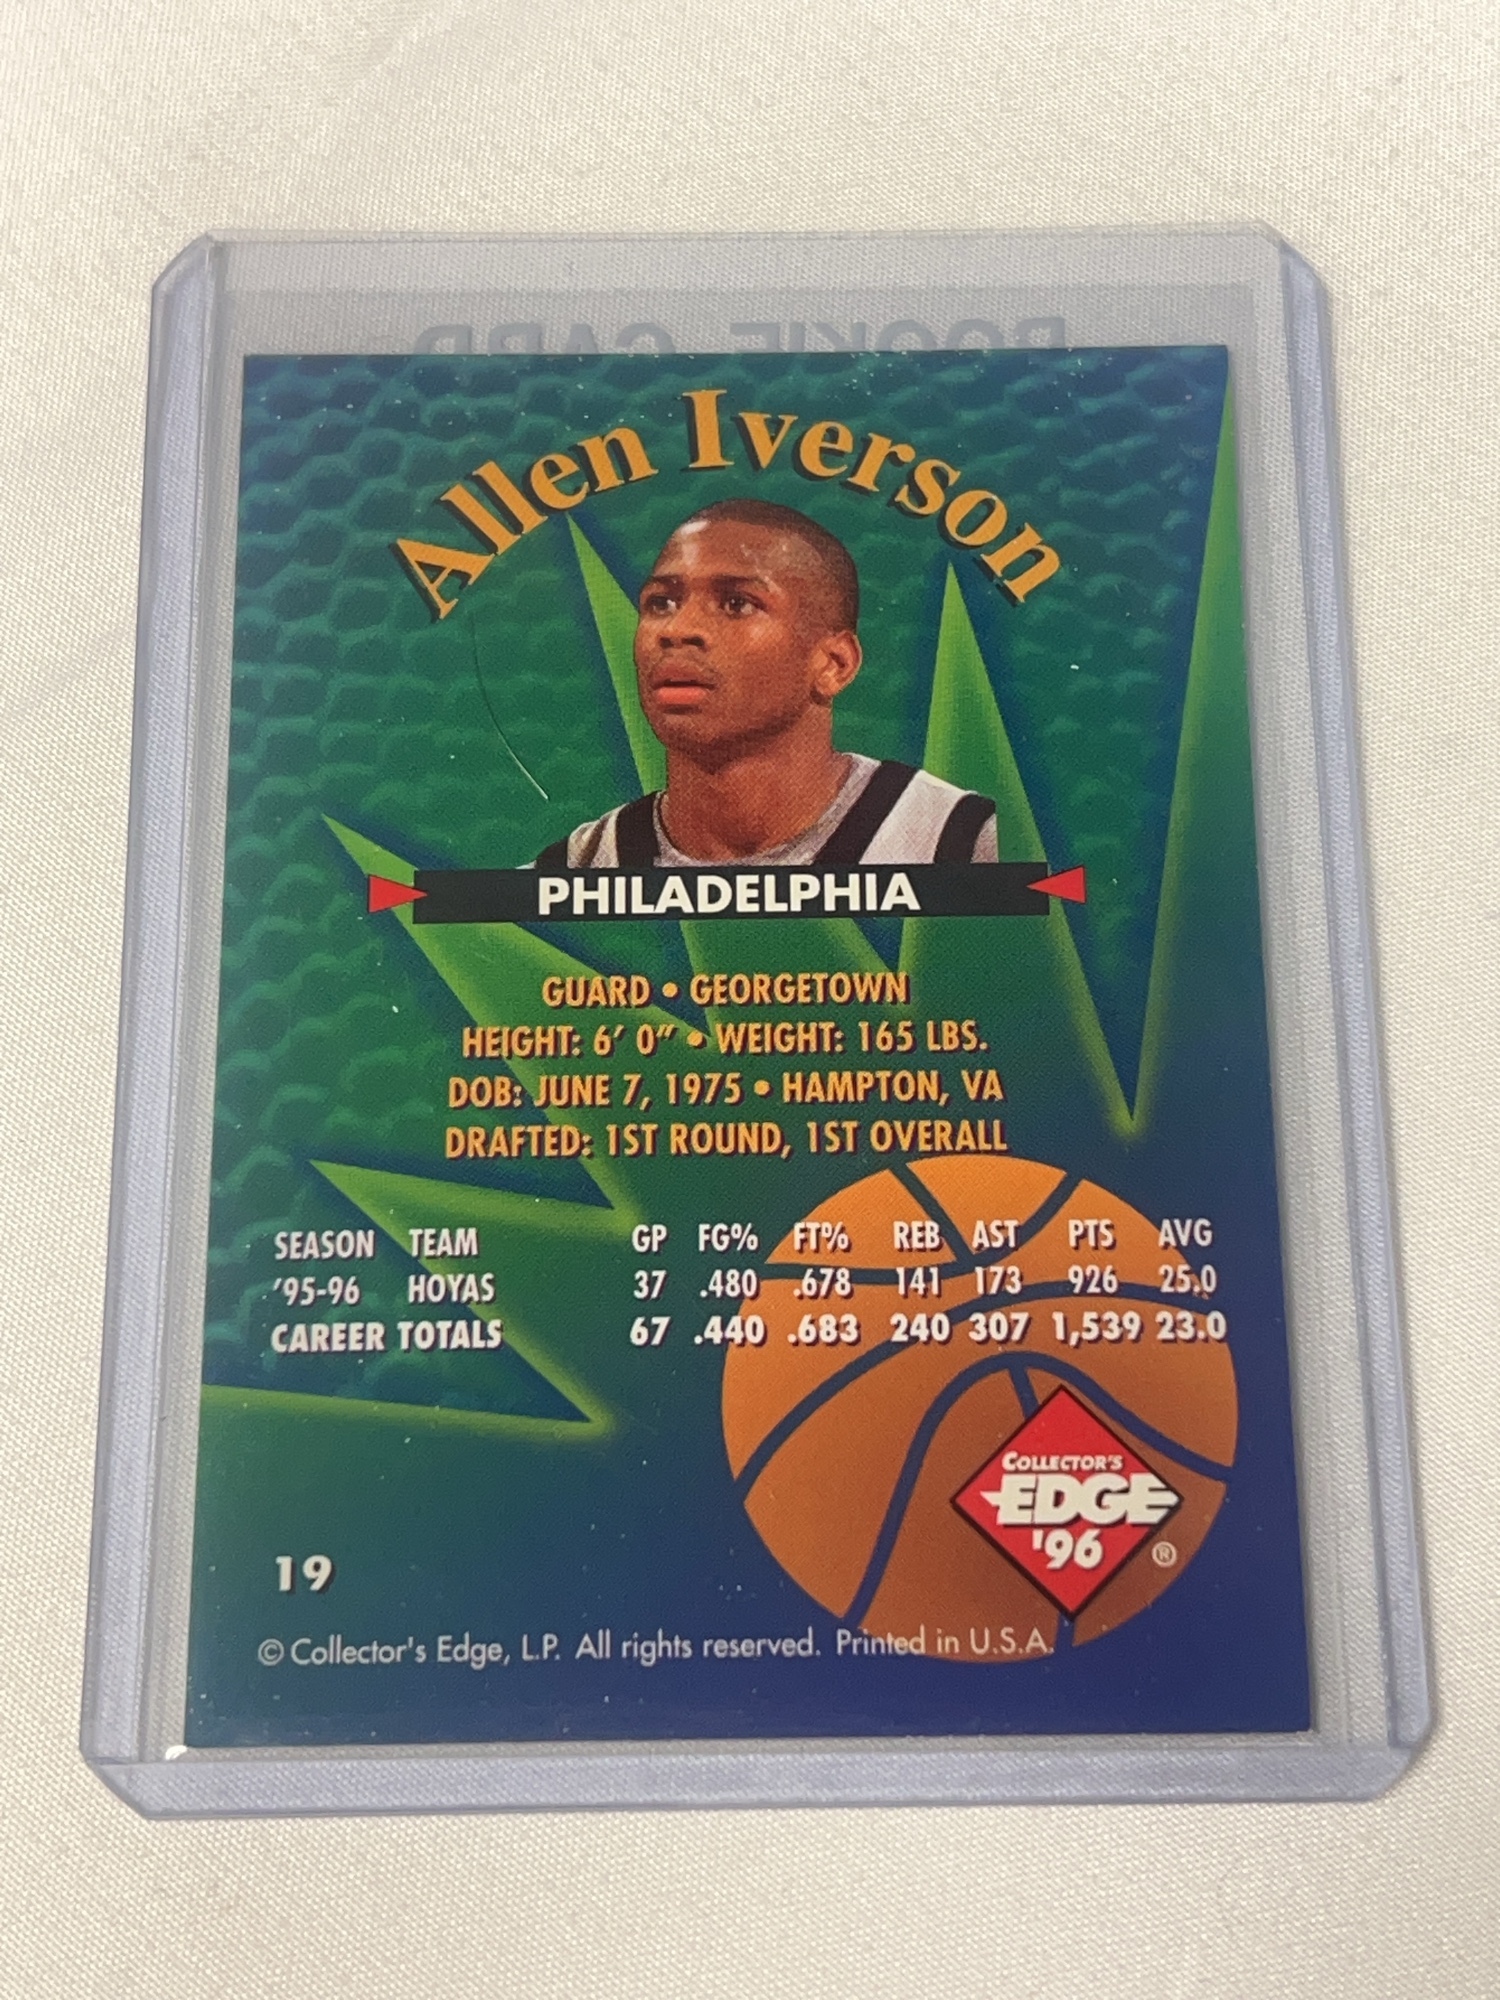 ROOKIE CARD
Allen Iverson
PHILADELPHIA
GUARD • GEORGETOWN
HEIGHT: 6' 0" • WEIGHT: 165 LBS.
DOB: JUNE 7, 1975 • HAMPTON, VA
DRAFTED: 1ST ROUND, 1ST OVERALL
SEASON TEAM GP FG% FT% REB AST PTS AVG
'95-96 HOYAS 37 .480 .678 141 173 926 25.0
CAREER TOTALS 67 .440 .683 240 307 1,539 23.0
COLLECTOR'S
EDGE
'96 ®
19
© Collector's Edge, L.P. All rights reserved. Printed in U.S.A.